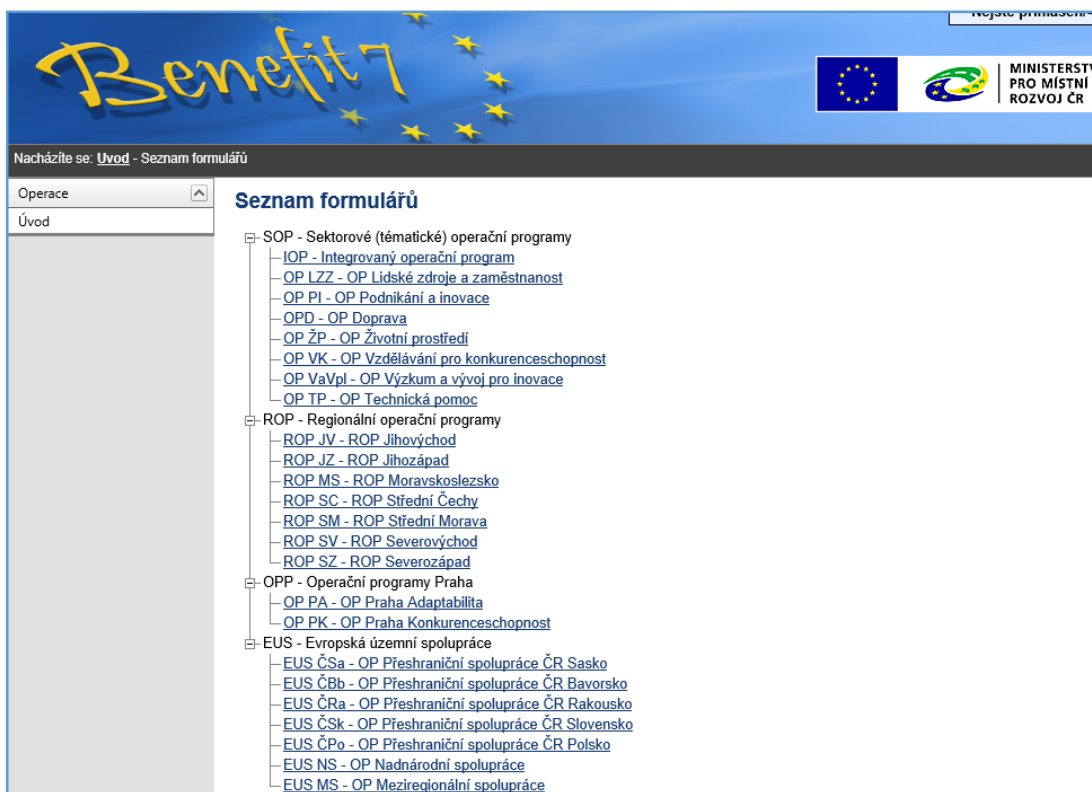 Benefit 7
MINISTERSTV
PRO MÍSTNÍ
ROZVOJ ČR
Nacházíte se: Uvod - Seznam formulářů
Operace
Úvod
Seznam formulářů
SOP - Sektorové (tématické) operační programy
IOP - Integrovaný operační program
OP LZZ - OP Lidské zdroje a zaměstnanost
OP PI - OP Podnikání a inovace
OPD - OP Doprava
OP ŽP - OP Životní prostředí
OP VK - OP Vzdělávání pro konkurenceschopnost
OP VaVpI - OP Výzkum a vývoj pro inovace
OP TP - OP Technická pomoc
ROP - Regionální operační programy
ROP JV - ROP Jihovýchod
ROP JZ - ROP Jihozápad
ROP MS - ROP Moravskoslezsko
ROP SC - ROP Střední Čechy
ROP SM - ROP Střední Morava
ROP SV - ROP Severovýchod
ROP SZ - ROP Severozápad
OPP - Operační programy Praha
OP PA - OP Praha Adaptabilita
OP PK - OP Praha Konkurenceschopnost
EUS - Evropská územní spolupráce
EUS ČSa - OP Přeshraniční spolupráce ČR Sasko
EUS ČBb - OP Přeshraniční spolupráce ČR Bavorsko
EUS ČRa - OP Přeshraniční spolupráce ČR Rakousko
EUS ČSk - OP Přeshraniční spolupráce ČR Slovensko
EUS ČPo - OP Přeshraniční spolupráce ČR Polsko
EUS NS - OP Nadnárodní spolupráce
EUS MS - OP Meziregionální spolupráce